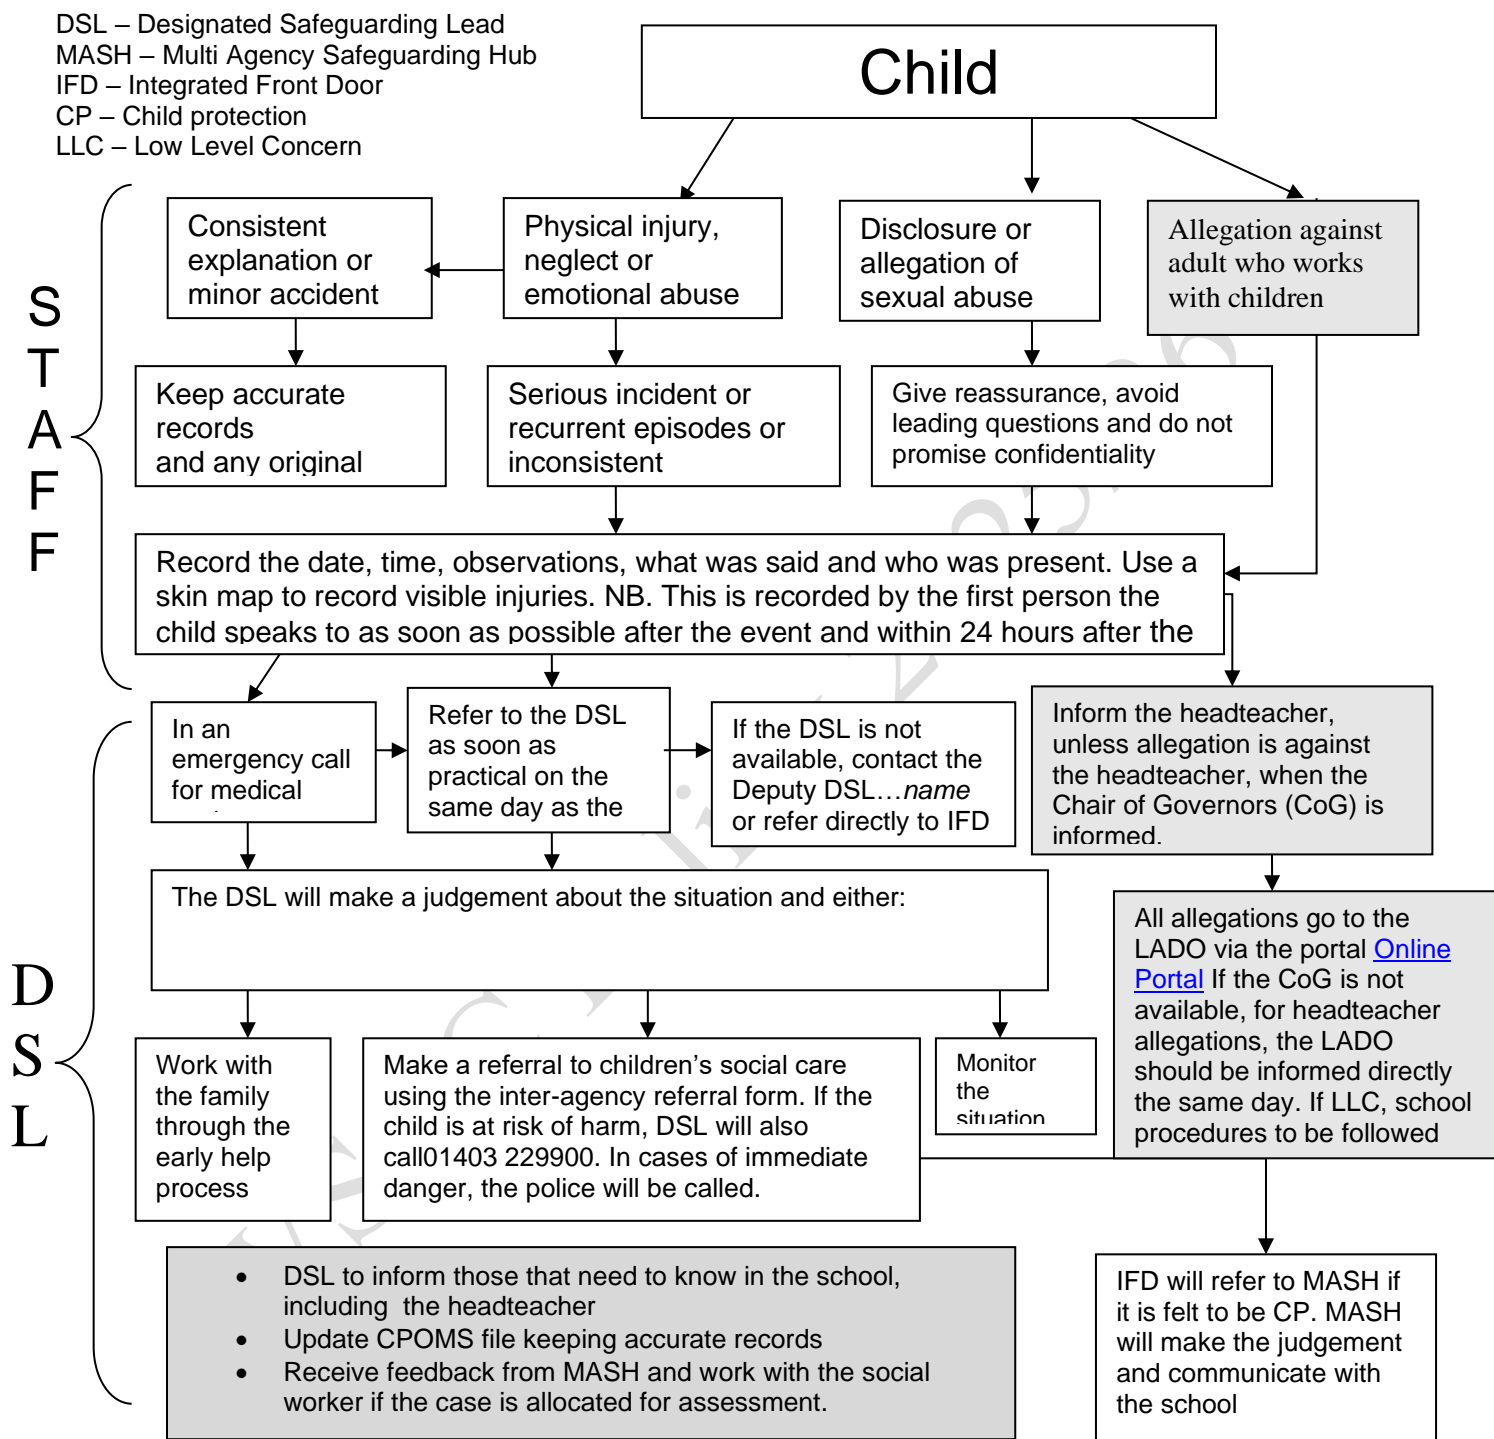 DSL – Designated Safeguarding Lead
MASH – Multi Agency Safeguarding Hub
IFD – Integrated Front Door
CP – Child protection
LLC – Low Level Concern
Child
S
T
A
F
F
Consistent
explanation or
minor accident
Physical injury,
neglect or
emotional abuse
Disclosure or
allegation of
sexual abuse
Allegation against
adult who works
with children
Keep accurate
records
and any original
Serious incident or
recurrent episodes or
inconsistent
Give reassurance, avoid
leading questions and do not
promise confidentiality
Record the date, time, observations, what was said and who was present. Use a
skin map to record visible injuries. NB. This is recorded by the first person the
child speaks to as soon as possible after the event and within 24 hours after the
D
S
L
In an
emergency call
for medical
Refer to the DSL
as soon as
practical on the
same day as the
If the DSL is not
available, contact the
Deputy DSL…name
or refer directly to IFD
Inform the headteacher,
unless allegation is against
the headteacher, when the
Chair of Governors (CoG) is
informed.
The DSL will make a judgement about the situation and either:
All allegations go to the
LADO via the portal Online
Portal If the CoG is not
available, for headteacher
allegations, the LADO
should be informed directly
the same day. If LLC, school
procedures to be followed
Work with
the family
through the
early help
process
Make a referral to children’s social care
using the inter-agency referral form. If the
child is at risk of harm, DSL will also
call01403 229900. In cases of immediate
danger, the police will be called.
Monitor
the
situation
• DSL to inform those that need to know in the school,
including  the headteacher
• Update CPOMS file keeping accurate records
• Receive feedback from MASH and work with the social
worker if the case is allocated for assessment.
IFD will refer to MASH if
it is felt to be CP. MASH
will make the judgement
and communicate with
the school